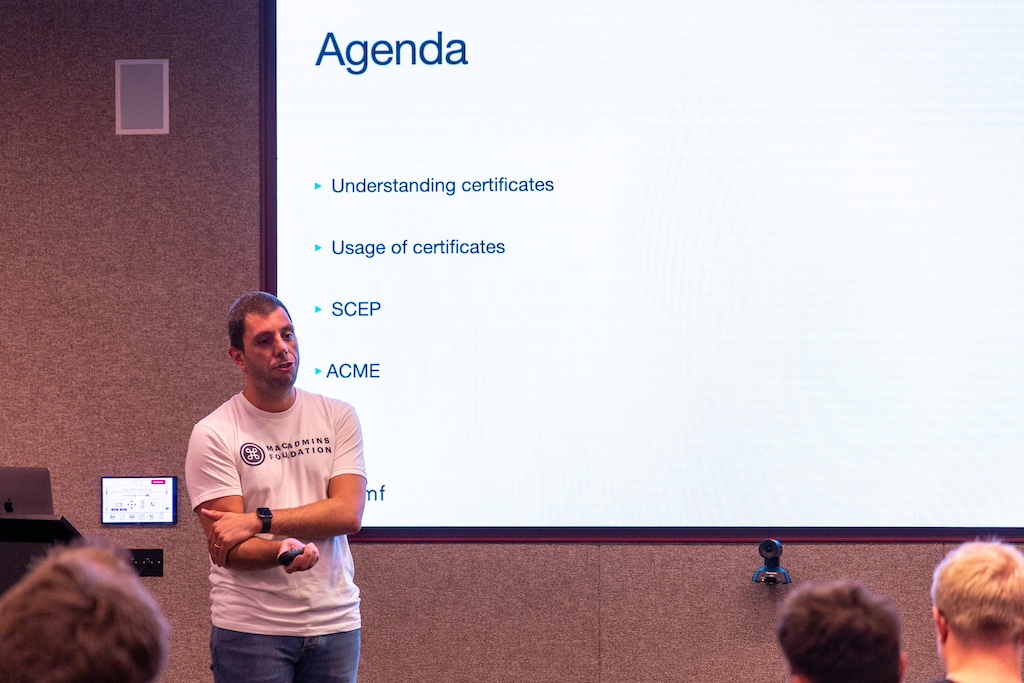 Agenda
Understanding certificates
Usage of certificates
SCEP
ACME
MACADMINS
FOUNDATION
mf